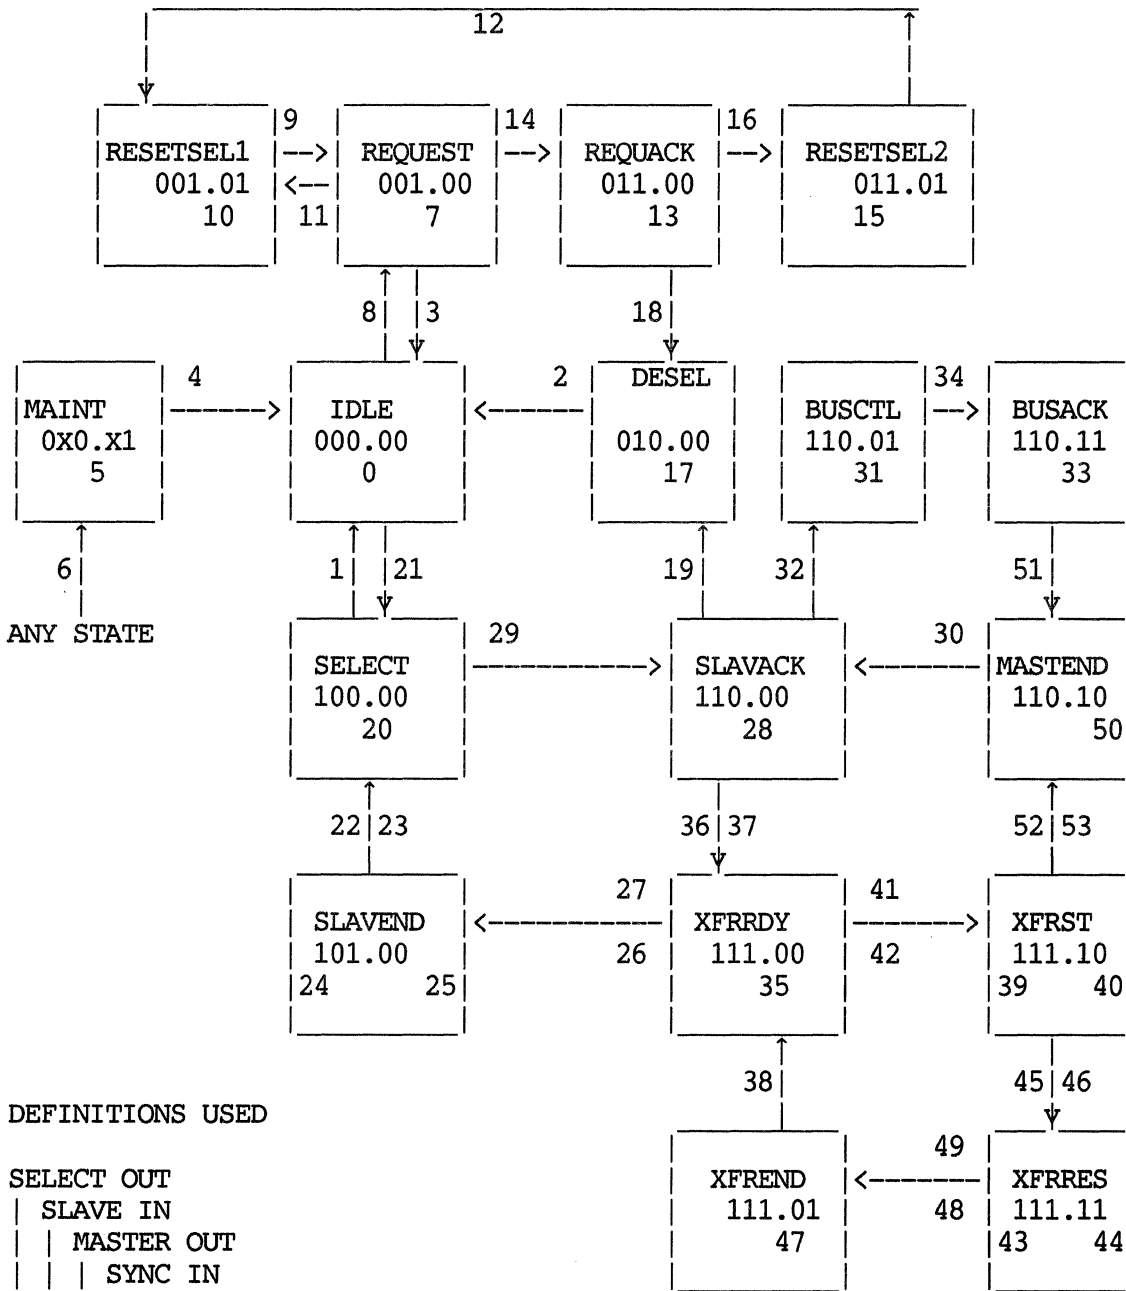 12
9 14 16
RESETSEL1 --> REQUEST --> REQUACK --> RESETSEL2
001.01 <-- 001.00 011.00 011.01
10 11 7 13 15
8 3 18
4 2 DESEL 34
MAINT ------> IDLE <------ BUSCTL --> BUSACK
0X0.X1 000.00 010.00 110.01 110.11
5 0 17 31 33
6 1 21 19 32 51
ANY STATE 29 30
SELECT ----------> SLAVACK <------ MASTEND
100.00 110.00 110.10
20 28 50
22 23 36 37 52 53
27 41
SLAVEND <---------- XFRRDY --------> XFRST
101.00 26 111.00 42 111.10
24 25 35 39 40
38 45 46
DEFINITIONS USED
49
SELECT OUT XFREND <------ XFRRES
| SLAVE IN 111.01 48 111.11
| | MASTER OUT 47 43 44
| | | SYNC IN